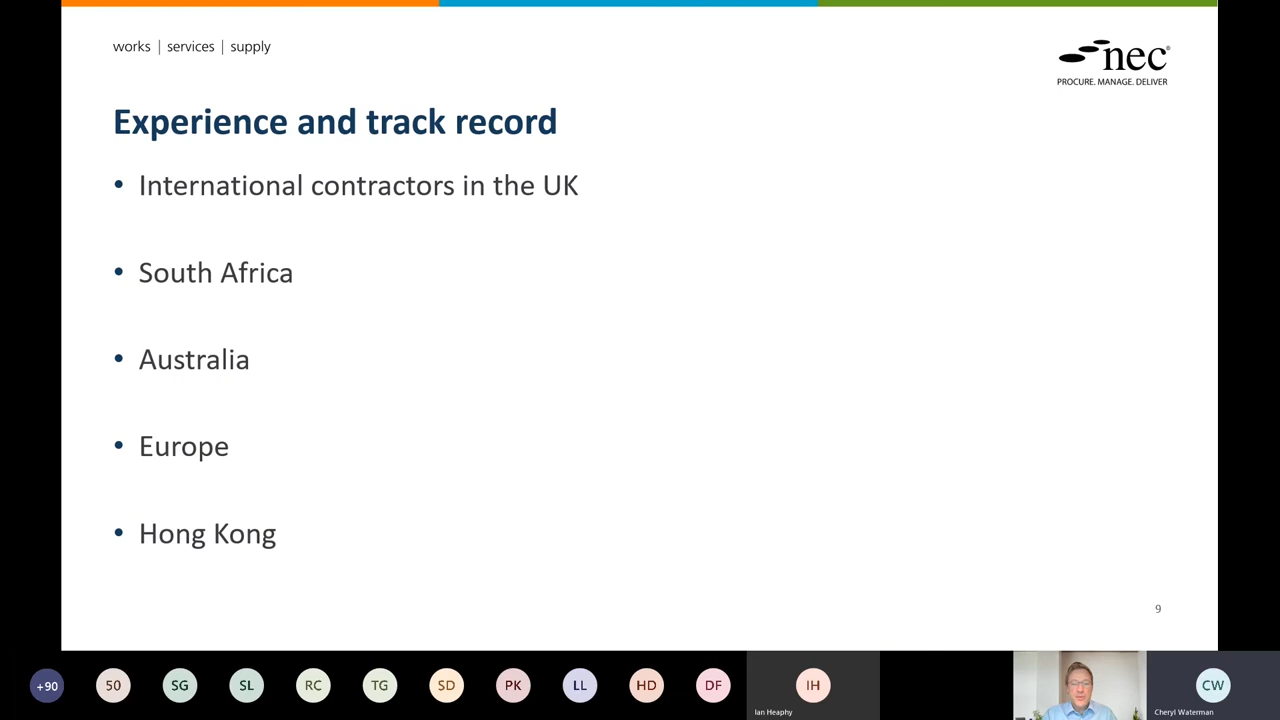 works | services | supply
nec®
PROCURE. MANAGE. DELIVER
Experience and track record
• International contractors in the UK
• South Africa
• Australia
• Europe
• Hong Kong
9
+90
50
SG
SL
RC
TG
SD
PK
LL
HD
DF
IH
CW
Ian Heaphy
Cheryl Waterman